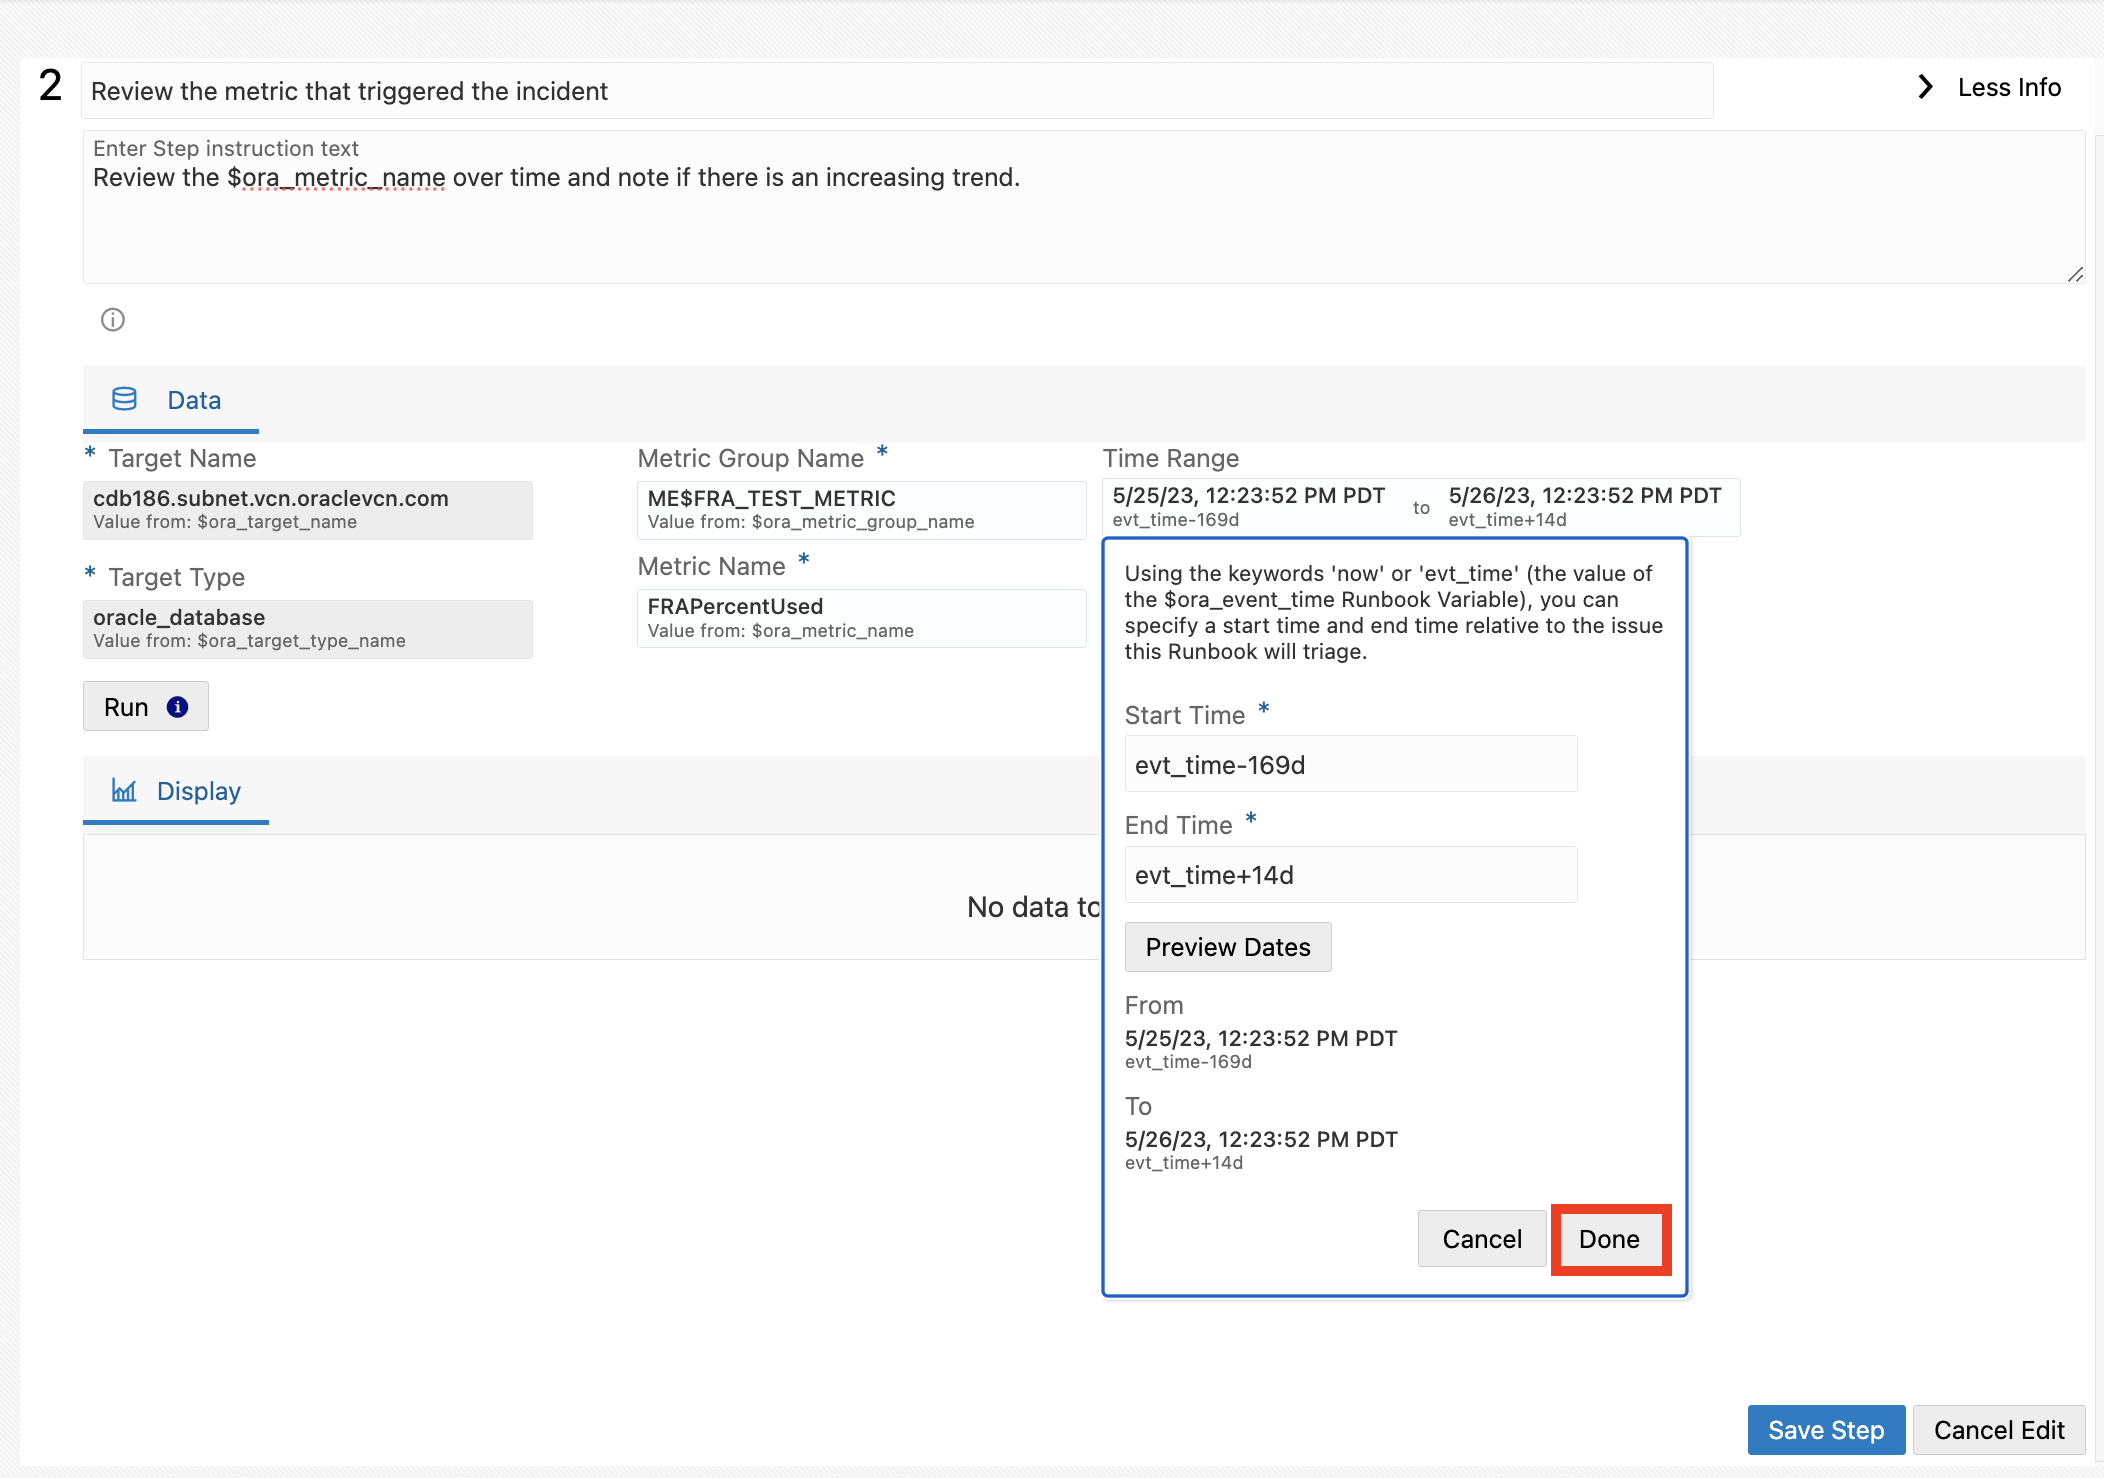 2
Review the metric that triggered the incident
Less Info
Enter Step instruction text
Review the $ora_metric_name over time and note if there is an increasing trend.
Data
* Target Name
cdb186.subnet.vcn.oraclevcn.com
Value from: $ora_target_name
* Target Type
oracle_database
Value from: $ora_target_type_name
Metric Group Name *
ME$FRA_TEST_METRIC
Value from: $ora_metric_group_name
Metric Name *
FRAPercentUsed
Value from: $ora_metric_name
Time Range
5/25/23, 12:23:52 PM PDT
evt_time-169d
to
5/26/23, 12:23:52 PM PDT
evt_time+14d
Using the keywords 'now' or 'evt_time' (the value of
the $ora_event_time Runbook Variable), you can
specify a start time and end time relative to the issue
this Runbook will triage.
Start Time *
evt_time-169d
End Time *
evt_time+14d
Preview Dates
From
5/25/23, 12:23:52 PM PDT
evt_time-169d
To
5/26/23, 12:23:52 PM PDT
evt_time+14d
Cancel
Done
Run
Display
No data to
Save Step
Cancel Edit